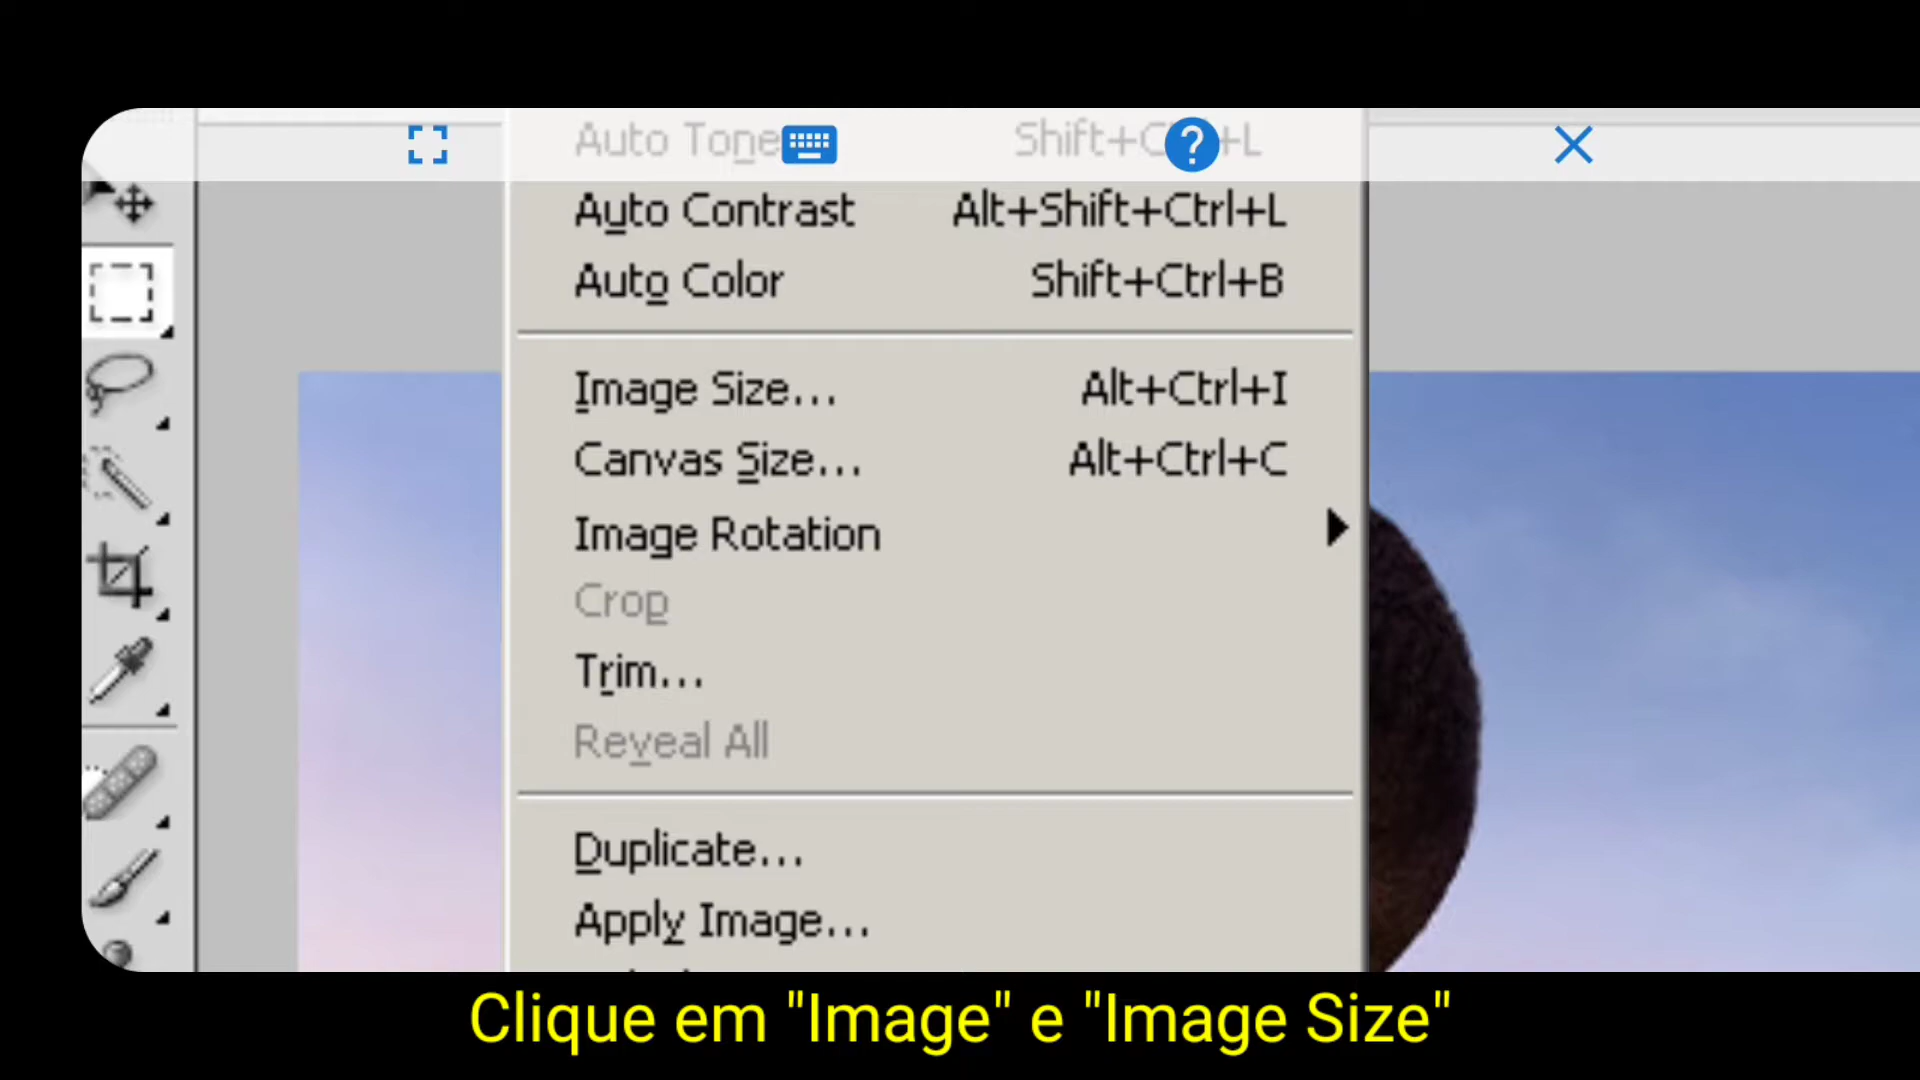 Auto Tone Shift+Ctrl+L
Auto Contrast Alt+Shift+Ctrl+L
Auto Color Shift+Ctrl+B
Image Size... Alt+Ctrl+I
Canvas Size... Alt+Ctrl+C
Image Rotation
Crop
Trim...
Reveal All
Duplicate...
Apply Image...
Clique em "Image" e "Image Size"